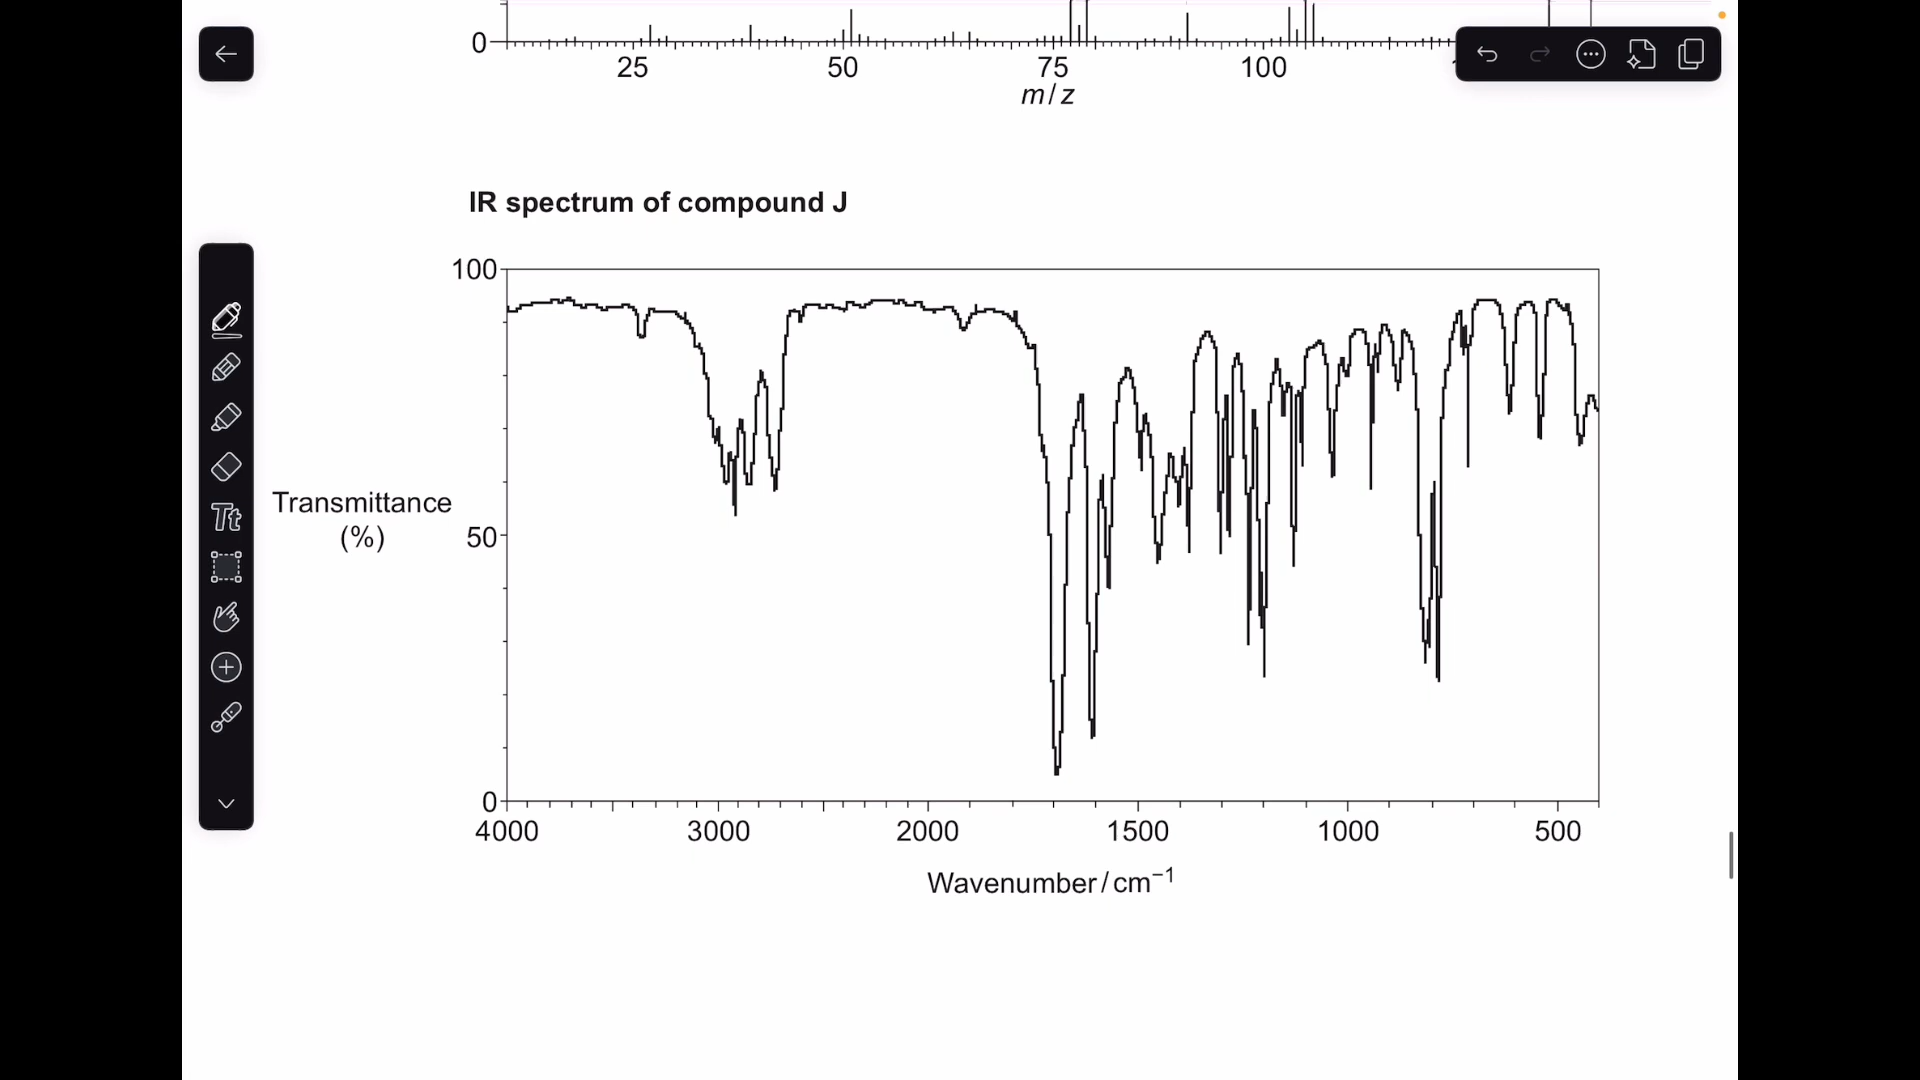 0
25 50 75 100
m/z
IR spectrum of compound J
100
Transmittance
(%)
50
0
4000 3000 2000 1500 1000 500
Wavenumber/cm⁻¹
Tt